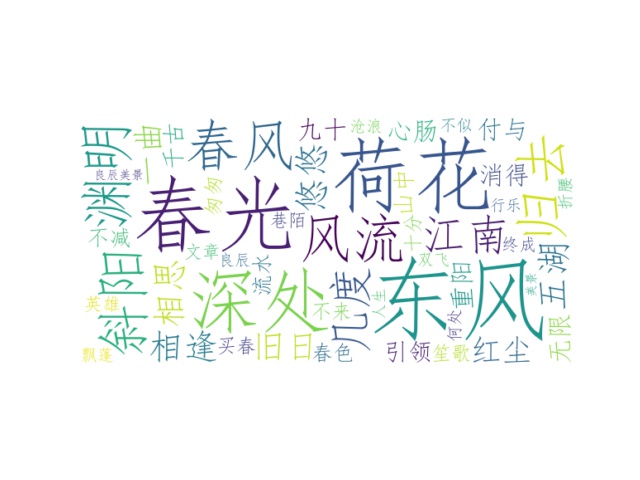 渊明
一曲
千古
良辰美景
春风
匆匆
九十
沧浪
悠悠
心肠
不似
付与
荷花
山中
十分
消得
行乐
归去
折腰
春光
巷陌
风流
江南
终成
不减
斜阳
相思
文章
良辰
流水
深处
不来
几度
双飞
人生
东风
重阳
何处
美景
五湖
无限
英雄
飘蓬
相逢
买春
旧日
春色
引领
笙歌
红尘